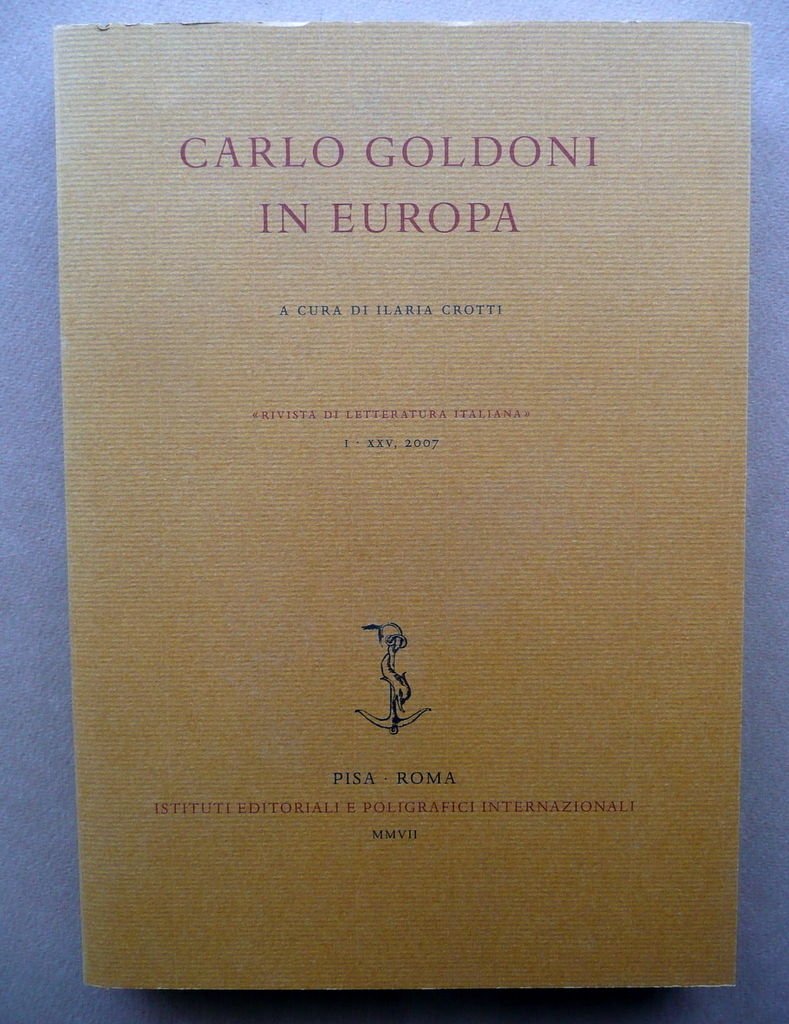 CARLO GOLDONI
IN EUROPA
A CURA DI ILARIA CROTTI
«RIVISTA DI LETTERATURA ITALIANA»
I · XXV, 2007
PISA · ROMA
ISTITUTI EDITORIALI E POLIGRAFICI INTERNAZIONALI
MMVII